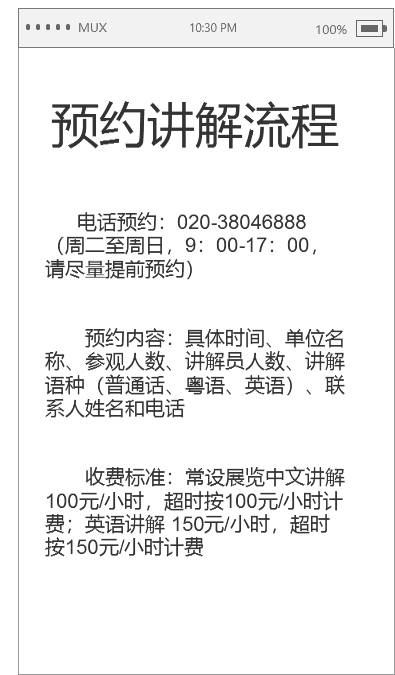 MUX 10:30 PM 100%
预约讲解流程
电话预约：020-38046888
（周二至周日，9：00-17：00，
请尽量提前预约）
预约内容：具体时间、单位名
称、参观人数、讲解员人数、讲解
语种（普通话、粤语、英语）、联
系人姓名和电话
收费标准：常设展览中文讲解
100元/小时，超时按100元/小时计
费；英语讲解 150元/小时，超时
按150元/小时计费